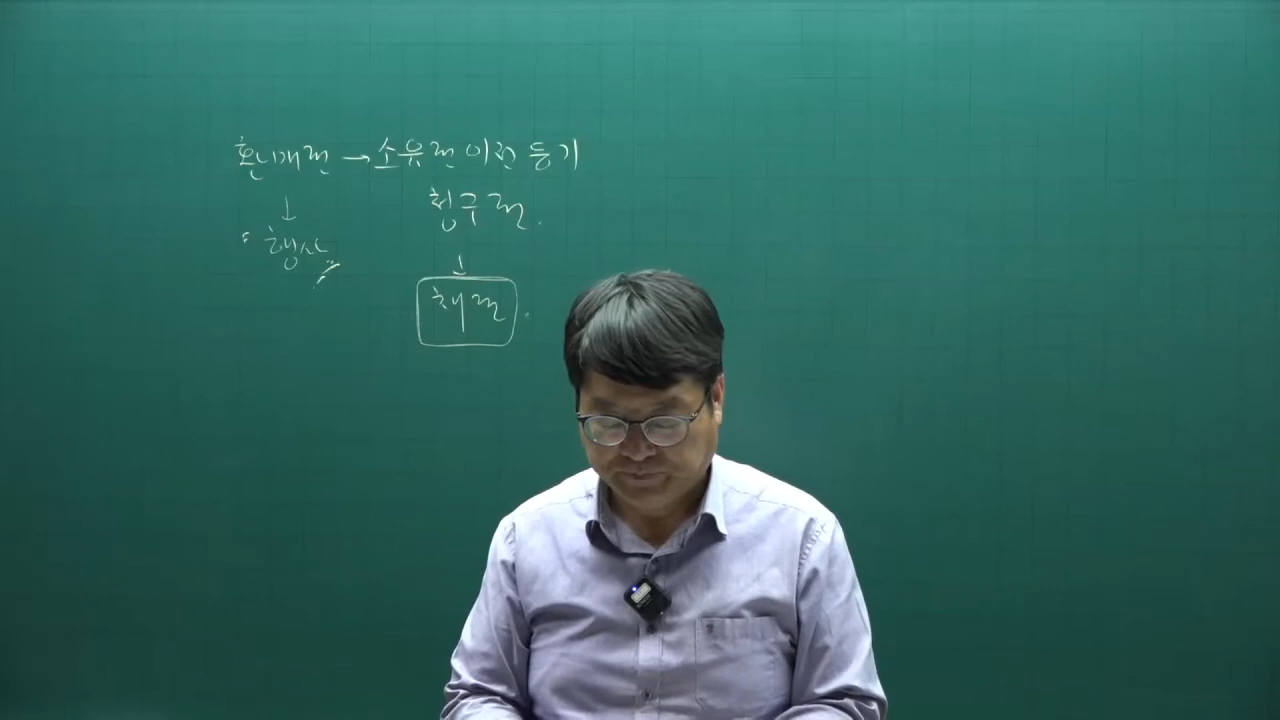 환매권 → 소유권이전등기
↓ 청구권.
행사 ↓
채권.